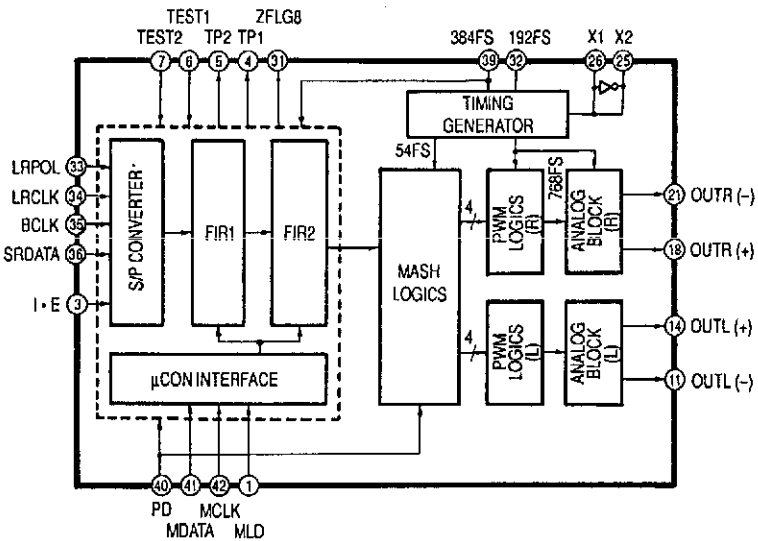 TEST1 ZFLG8
TEST2 TP2 TP1
7 6 5 4 31
384FS 192FS X1 X2
39 32 26 25
TIMING
GENERATOR
54FS
768FS
LRPOL 33
LRCLK 34
BCLK 35
SRDATA 36
I・E 3
S/P CONVERTER
FIR1
FIR2
MASH
LOGICS
4
PWM
LOGICS
(R)
ANALOG
BLOCK
(R)
21 OUTR (−)
18 OUTR (+)
4
PWM
LOGICS
(L)
ANALOG
BLOCK
(L)
14 OUTL (+)
11 OUTL (−)
μCON INTERFACE
40 41 42 1
PD MCLK
MDATA MLD